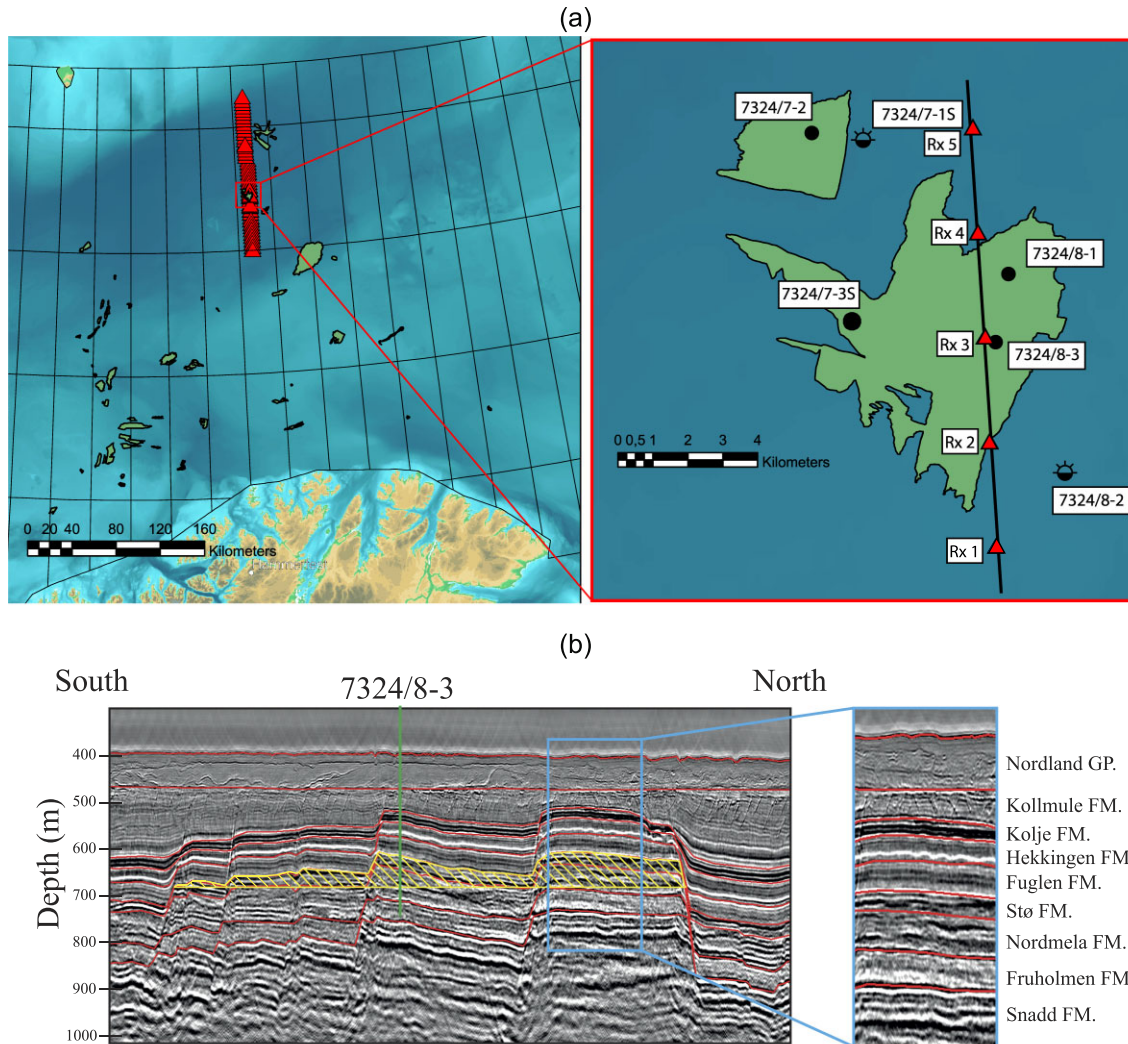 (a)
7324/7-2
7324/7-1S
Rx 5
Rx 4
7324/8-1
7324/7-3S
Rx 3
7324/8-3
Rx 2
7324/8-2
Rx 1
0 0,5 1 2 3 4
Kilometers
0 20 40 80 120 160
Kilometers
(b)
South
7324/8-3
North
Depth (m)
400
500
600
700
800
900
1000
Nordland GP.
Kollmule FM.
Kolje FM.
Hekkingen FM
Fuglen FM.
Stø FM.
Nordmela FM.
Fruholmen FM
Snadd FM.